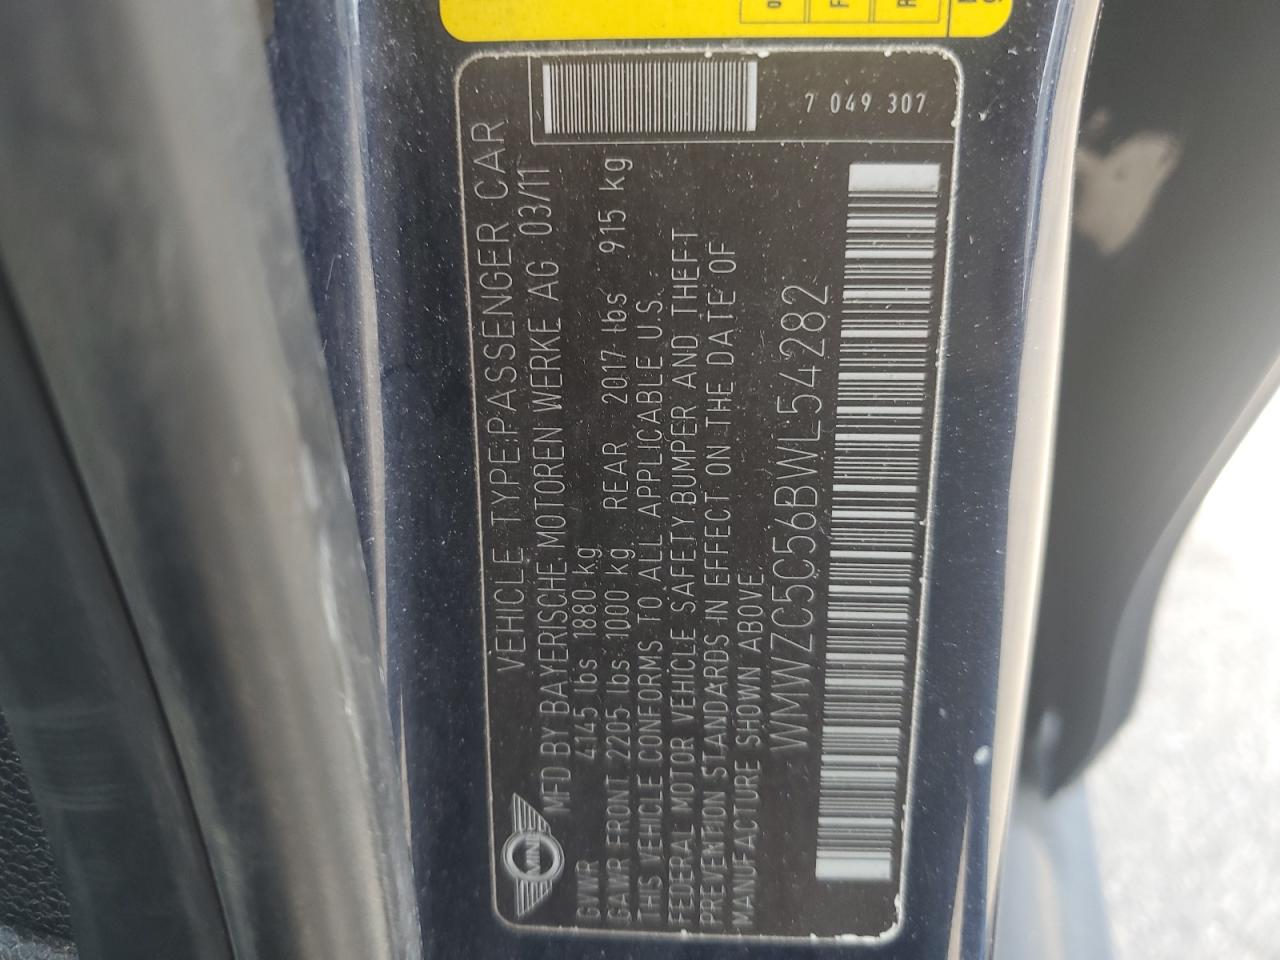 7 049 307
VEHICLE TYPE:PASSENGER CAR
MINI
MFD BY BAYERISCHE MOTOREN WERKE AG 03/11
GVWR 4145 lbs 1880 kg
GAWR FRONT 2205 lbs 1000 kg REAR 2017 lbs 915 kg
THIS VEHICLE CONFORMS TO ALL APPLICABLE U.S.
FEDERAL MOTOR VEHICLE SAFETY,BUMPER AND THEFT
PREVENTION STANDARDS IN EFFECT ON THE DATE OF
MANUFACTURE SHOWN ABOVE
WMWZC5C56BWL54282